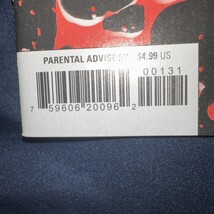 PARENTAL ADVISORY $4.99 US
00131
7 59606 20096 2